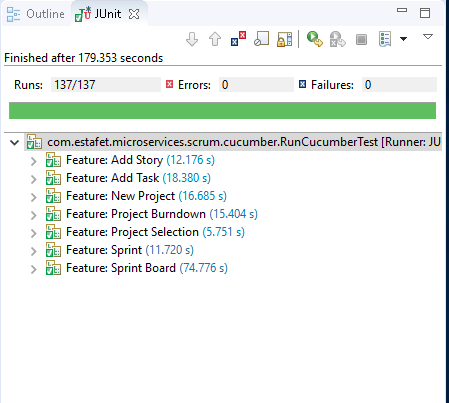 Outline JUnit
Finished after 179.353 seconds
Runs: 137/137 Errors: 0 Failures: 0
com.estafet.microservices.scrum.cucumber.RunCucumberTest [Runner: JU
Feature: Add Story (12.176 s)
Feature: Add Task (18.380 s)
Feature: New Project (16.685 s)
Feature: Project Burndown (15.404 s)
Feature: Project Selection (5.751 s)
Feature: Sprint (11.720 s)
Feature: Sprint Board (74.776 s)